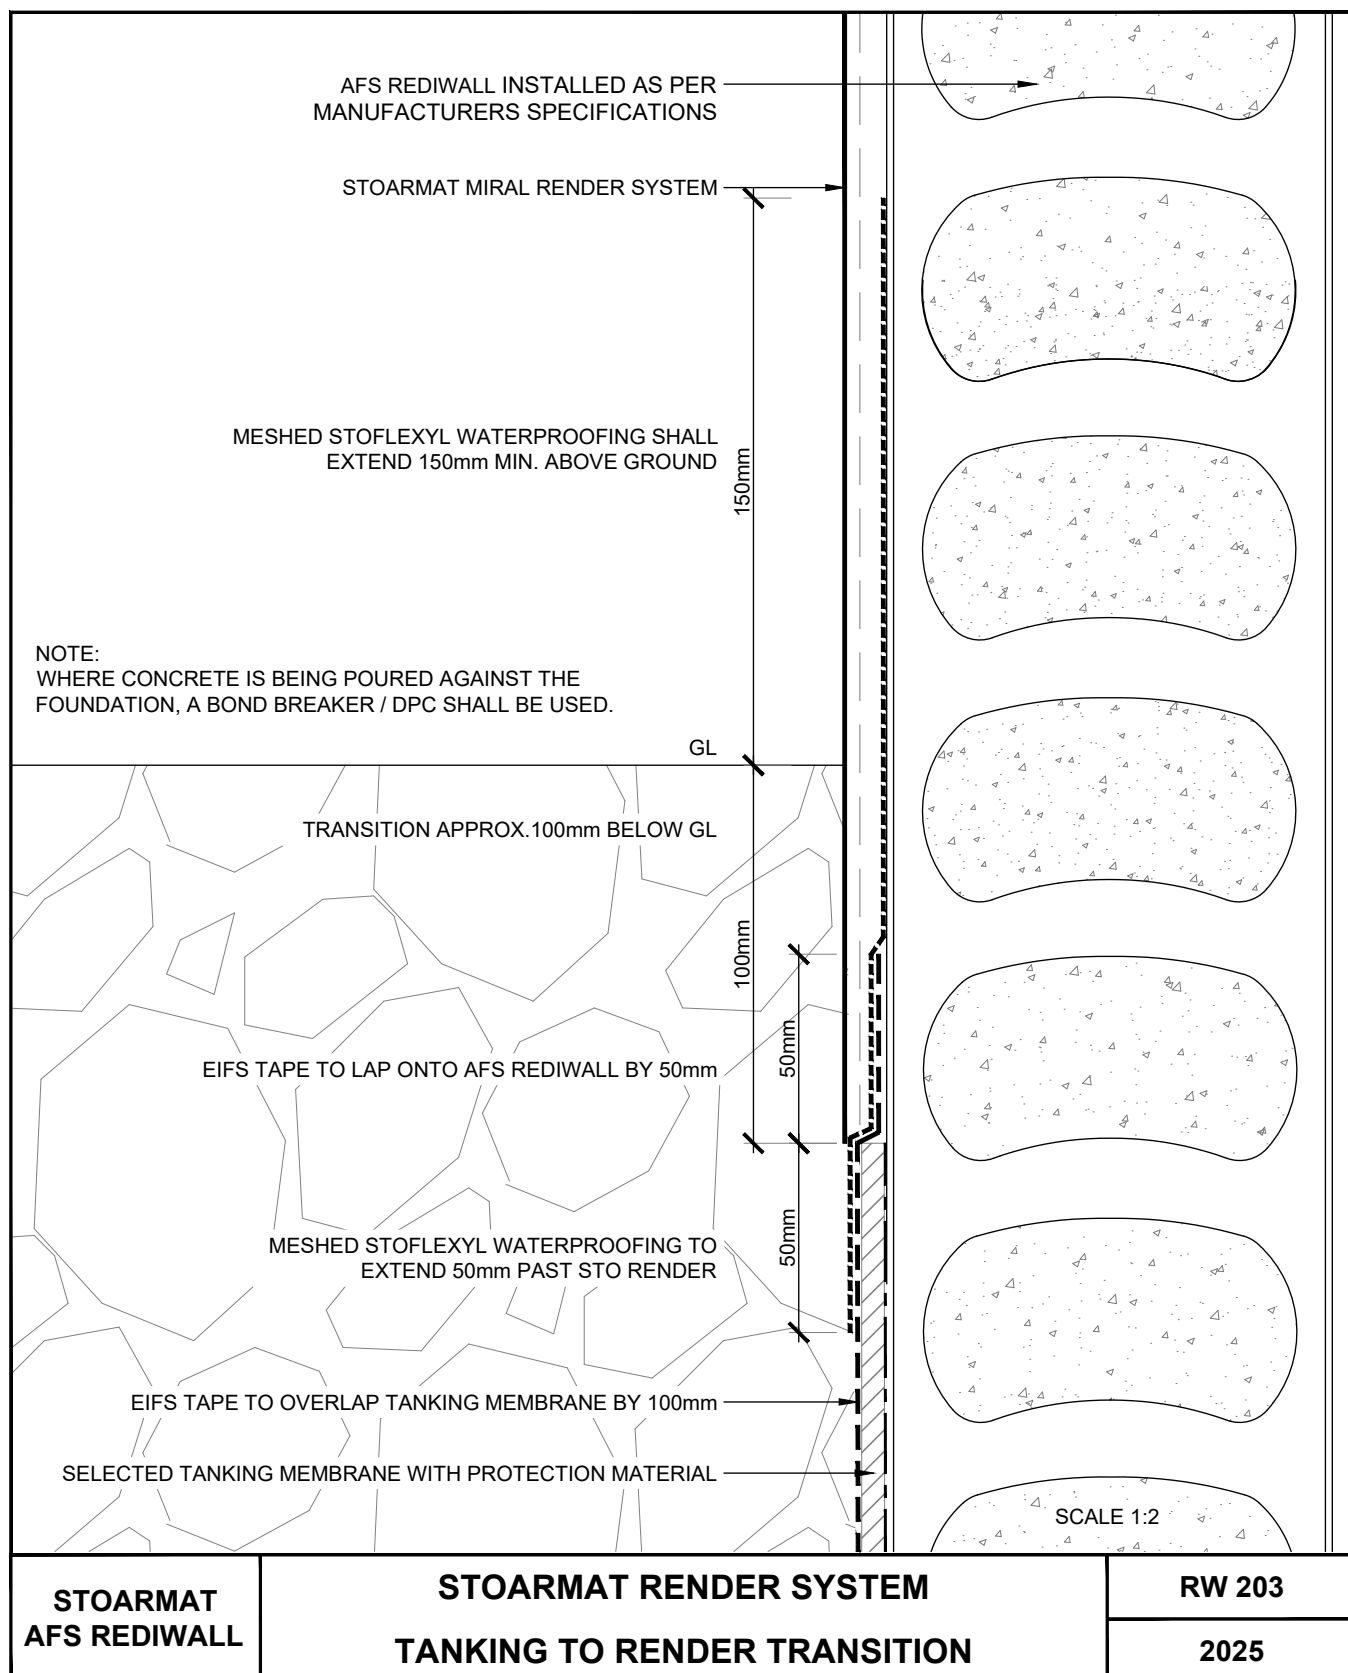 AFS REDIWALL INSTALLED AS PER
MANUFACTURERS SPECIFICATIONS
STOARMAT MIRAL RENDER SYSTEM
MESHED STOFLEXYL WATERPROOFING SHALL
EXTEND 150mm MIN. ABOVE GROUND
150mm
NOTE:
WHERE CONCRETE IS BEING POURED AGAINST THE
FOUNDATION, A BOND BREAKER / DPC SHALL BE USED.
GL
TRANSITION APPROX.100mm BELOW GL
100mm
EIFS TAPE TO LAP ONTO AFS REDIWALL BY 50mm
50mm
MESHED STOFLEXYL WATERPROOFING TO
EXTEND 50mm PAST STO RENDER
50mm
EIFS TAPE TO OVERLAP TANKING MEMBRANE BY 100mm
SELECTED TANKING MEMBRANE WITH PROTECTION MATERIAL
SCALE 1:2
STOARMAT
AFS REDIWALL
STOARMAT RENDER SYSTEM
TANKING TO RENDER TRANSITION
RW 203
2025